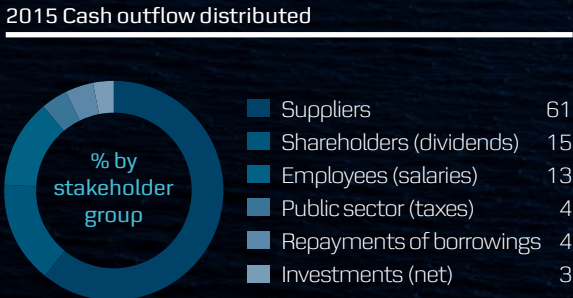 2015 Cash outflow distributed
% by
stakeholder
group
Suppliers 61
Shareholders (dividends) 15
Employees (salaries) 13
Public sector (taxes) 4
Repayments of borrowings 4
Investments (net) 3